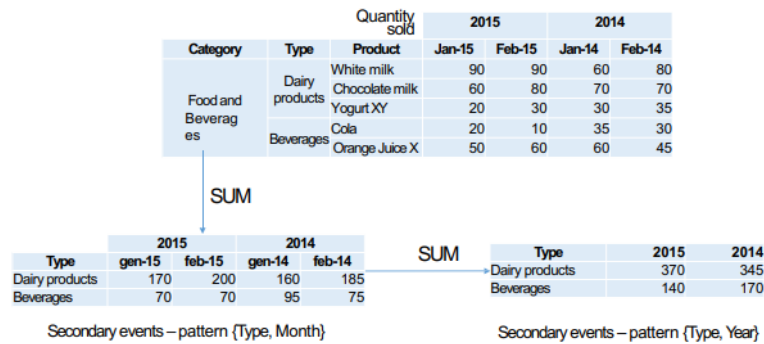 Quantity
sold
2015 2014
Category Type Product Jan-15 Feb-15 Jan-14 Feb-14
Food and
Beverag
es
Dairy
products
White milk 90 90 60 80
Chocolate milk 60 80 70 70
Yogurt XY 20 30 30 35
Beverages
Cola 20 10 35 30
Orange Juice X 50 60 60 45
SUM
2015 2014
Type gen-15 feb-15 gen-14 feb-14
Dairy products 170 200 160 185
Beverages 70 70 95 75
Secondary events – pattern {Type, Month}
SUM
Type 2015 2014
Dairy products 370 345
Beverages 140 170
Secondary events – pattern {Type, Year}